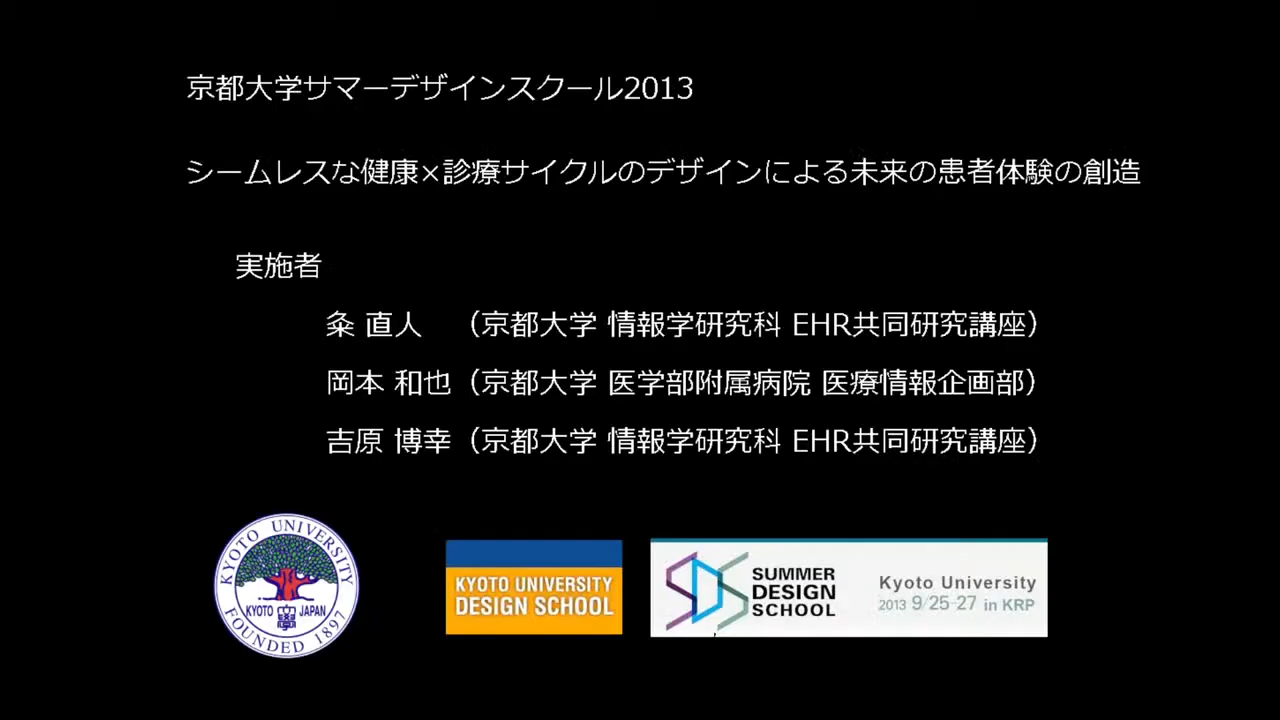 京都大学サマーデザインスクール2013
シームレスな健康×診療サイクルのデザインによる未来の患者体験の創造
実施者
粂 直人 （京都大学 情報学研究科 EHR共同研究講座）
岡本 和也（京都大学 医学部附属病院 医療情報企画部）
吉原 博幸（京都大学 情報学研究科 EHR共同研究講座）
KYOTO UNIVERSITY
KYOTO JAPAN
FOUNDED 1897
KYOTO UNIVERSITY
DESIGN SCHOOL
SDS
SUMMER
DESIGN
SCHOOL
Kyoto University
2013 9/25-27 in KRP